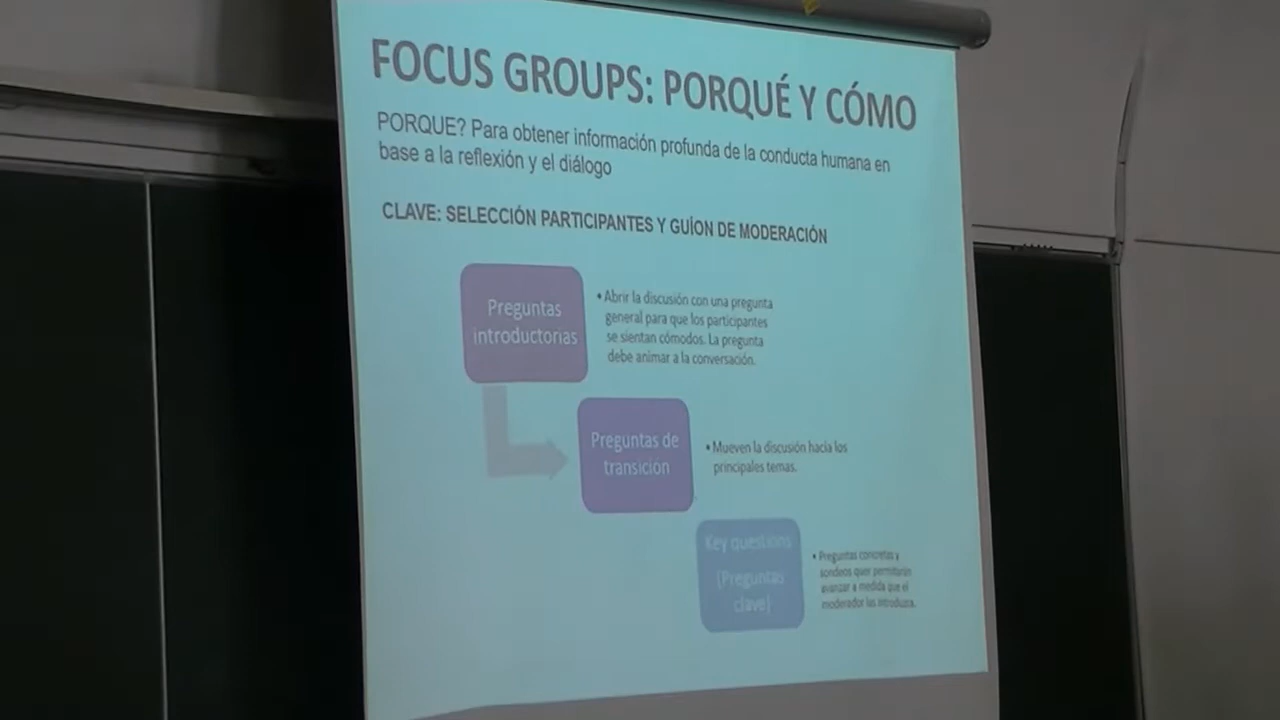 FOCUS GROUPS: PORQUÉ Y CÓMO
PORQUE? Para obtener información profunda de la conducta humana en
base a la reflexión y el diálogo
CLAVE: SELECCIÓN PARTICIPANTES Y GUÍON DE MODERACIÓN
Preguntas
introductorias
• Abrir la discusión con una pregunta
general para que los participantes
se sientan cómodos. La pregunta
debe animar a la conversación.
Preguntas de
transición
• Mueven la discusión hacia los
principales temas.
Key questions
(Preguntas
clave)
• Preguntas concretas y
sondeos quer permitirán
avanzar a medida que el
moderador las introduzca.